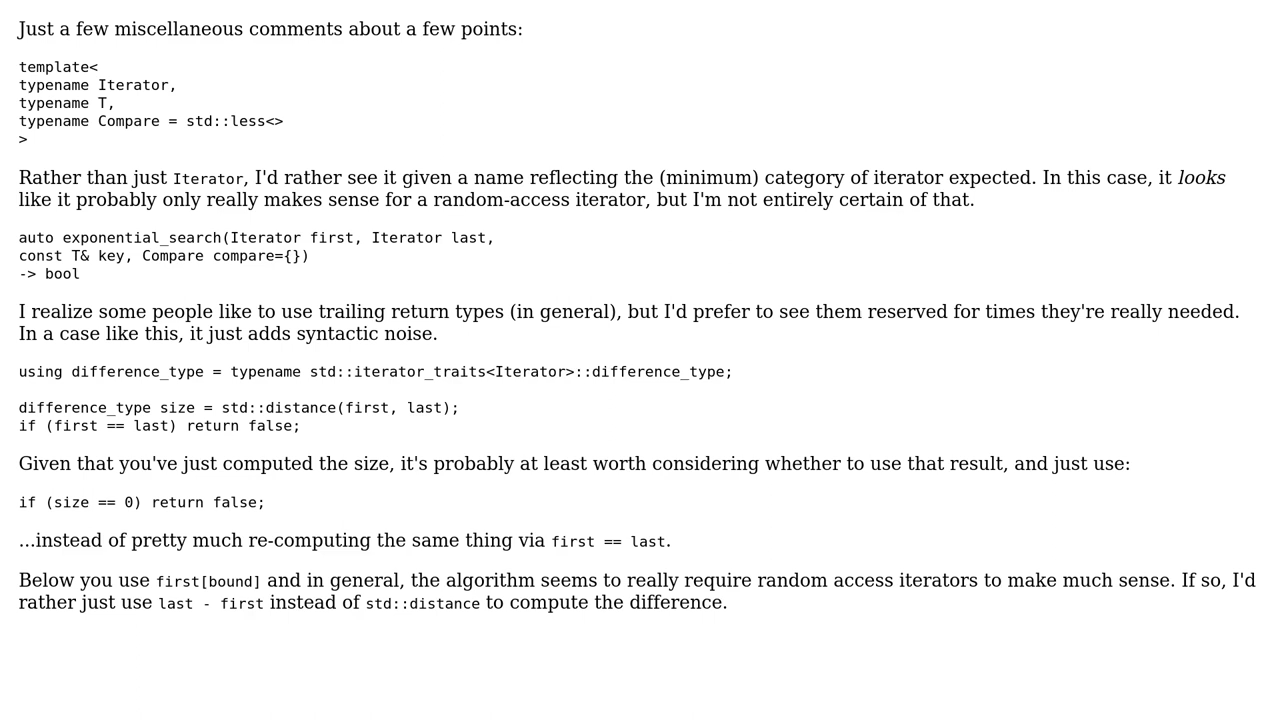 Just a few miscellaneous comments about a few points:
template<
typename Iterator,
typename T,
typename Compare = std::less<>
>
Rather than just Iterator, I'd rather see it given a name reflecting the (minimum) category of iterator expected. In this case, it looks
like it probably only really makes sense for a random-access iterator, but I'm not entirely certain of that.
auto exponential_search(Iterator first, Iterator last,
const T& key, Compare compare={})
-> bool
I realize some people like to use trailing return types (in general), but I'd prefer to see them reserved for times they're really needed.
In a case like this, it just adds syntactic noise.
using difference_type = typename std::iterator_traits<Iterator>::difference_type;
difference_type size = std::distance(first, last);
if (first == last) return false;
Given that you've just computed the size, it's probably at least worth considering whether to use that result, and just use:
if (size == 0) return false;
...instead of pretty much re-computing the same thing via first == last.
Below you use first[bound] and in general, the algorithm seems to really require random access iterators to make much sense. If so, I'd
rather just use last - first instead of std::distance to compute the difference.